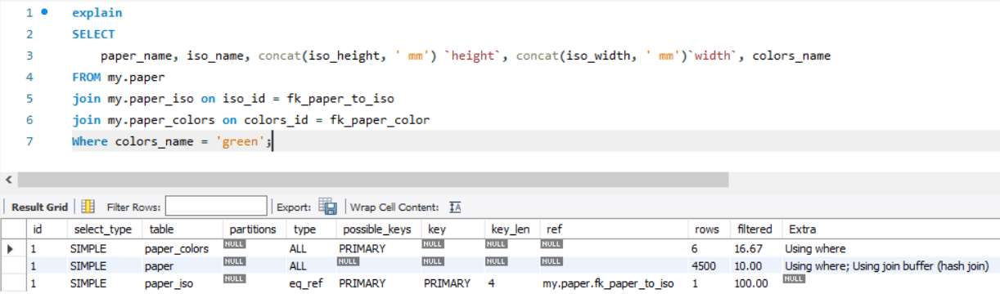 1 explain
2 SELECT
3 paper_name, iso_name, concat(iso_height, ' mm') `height`, concat(iso_width, ' mm')`width`, colors_name
4 FROM my.paper
5 join my.paper_iso on iso_id = fk_paper_to_iso
6 join my.paper_colors on colors_id = fk_paper_color
7 Where colors_name = 'green';
Result Grid Filter Rows: Export: Wrap Cell Content: IA
id select_type table partitions type possible_keys key key_len ref rows filtered Extra
1 SIMPLE paper_colors NULL ALL PRIMARY NULL NULL NULL 6 16.67 Using where
1 SIMPLE paper NULL ALL NULL NULL NULL NULL 4500 10.00 Using where; Using join buffer (hash join)
1 SIMPLE paper_iso NULL eq_ref PRIMARY PRIMARY 4 my.paper.fk_paper_to_iso 1 100.00 NULL